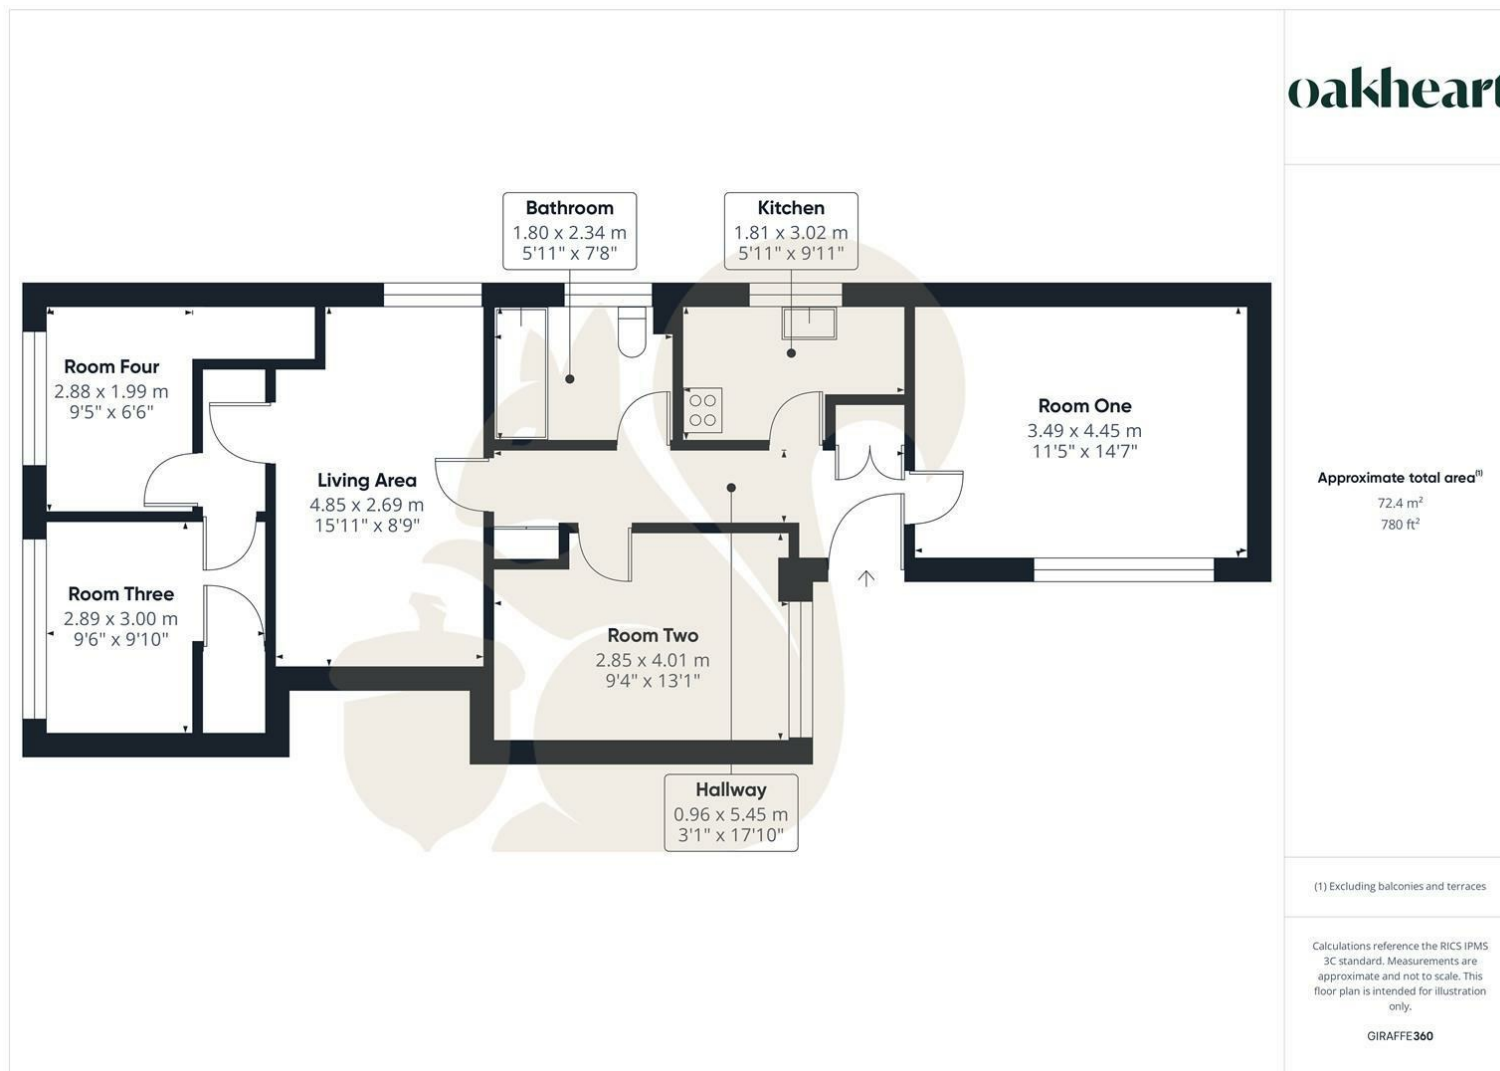 oakheart
Bathroom
1.80 x 2.34 m
5'11" x 7'8"
Kitchen
1.81 x 3.02 m
5'11" x 9'11"
Room Four
2.88 x 1.99 m
9'5" x 6'6"
Living Area
4.85 x 2.69 m
15'11" x 8'9"
Room One
3.49 x 4.45 m
11'5" x 14'7"
Room Three
2.89 x 3.00 m
9'6" x 9'10"
Room Two
2.85 x 4.01 m
9'4" x 13'1"
Hallway
0.96 x 5.45 m
3'1" x 17'10"
Approximate total area⁽¹⁾
72.4 m²
780 ft²
(1) Excluding balconies and terraces
Calculations reference the RICS IPMS
3C standard. Measurements are
approximate and not to scale. This
floor plan is intended for illustration
only.
GIRAFFE360